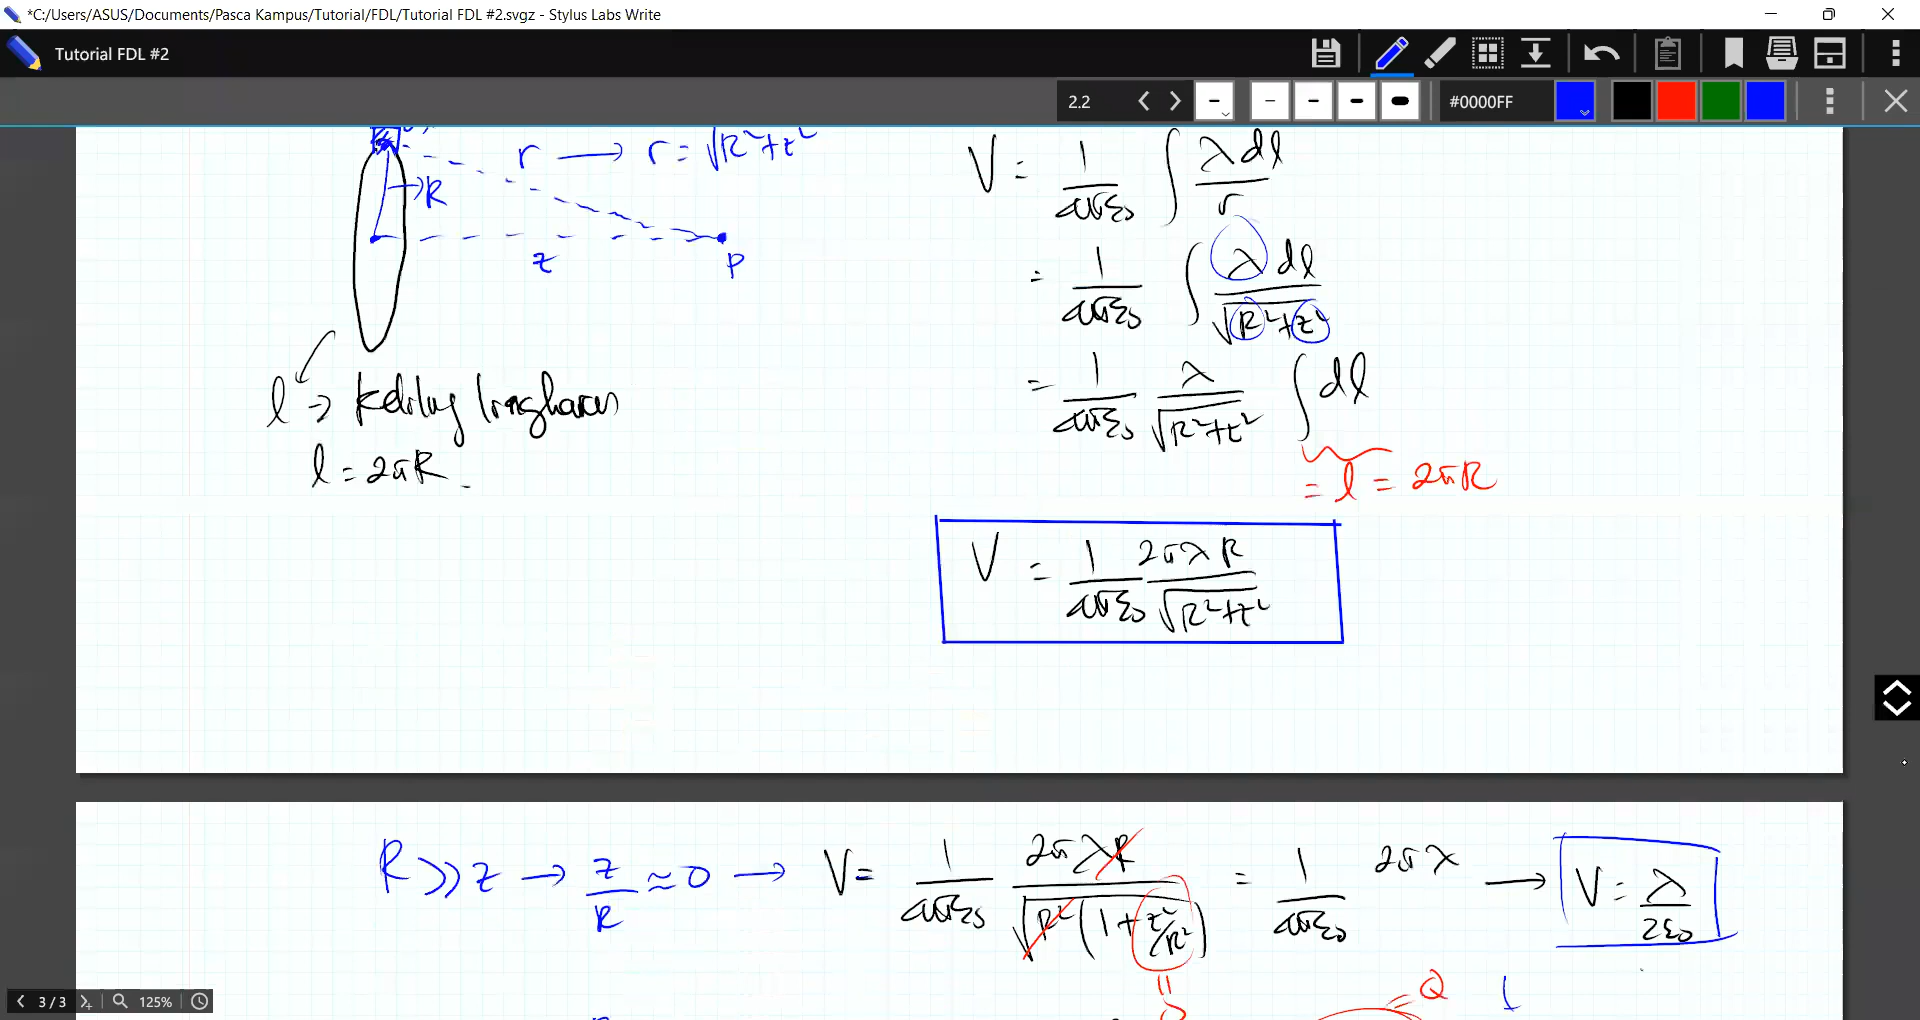 *C:/Users/ASUS/Documents/Pasca Kampus/Tutorial/FDL/Tutorial FDL #2.svgz - Stylus Labs Write
Tutorial FDL #2
2.2
#0000FF
r → r = √R²+z²
R
z
P
l → Keliling lingkaran
l = 2πR
V = 1/4πε₀ ∫ λdl/r
= 1/4πε₀ ∫ λ dl/√R²+z²
= 1/4πε₀ λ/√R²+z² ∫ dl
= l = 2πR
V = 1/4πε₀ 2πλR/√R²+z²
R >> z → z/R ≈ 0 → V = 1/4πε₀ 2πλR/√R²(1+z²/R²) = 1/4πε₀ 2πλ → V = λ/2ε₀
= Q
3 / 3
125%